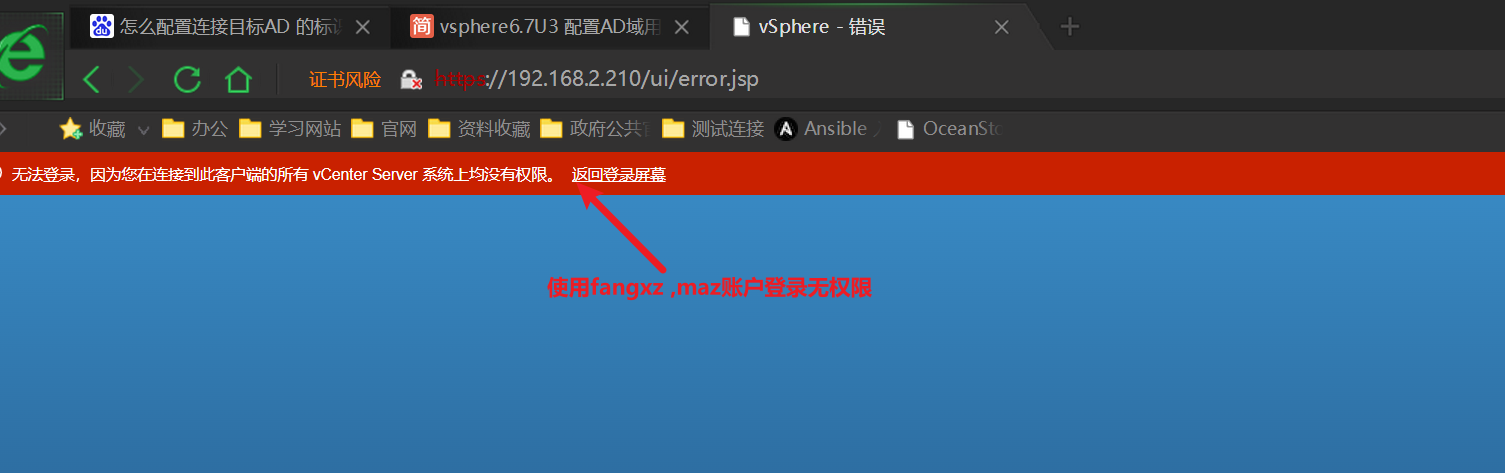 怎么配置连接目标AD 的标识
vsphere6.7U3 配置AD域用
vSphere - 错误
证书风险
https://192.168.2.210/ui/error.jsp
收藏
办公
学习网站
官网
资料收藏
政府公共
测试连接
Ansible
OceanSto
无法登录，因为您在连接到此客户端的所有 vCenter Server 系统上均没有权限。 返回登录屏幕
使用fangxz ,maz账户登录无权限